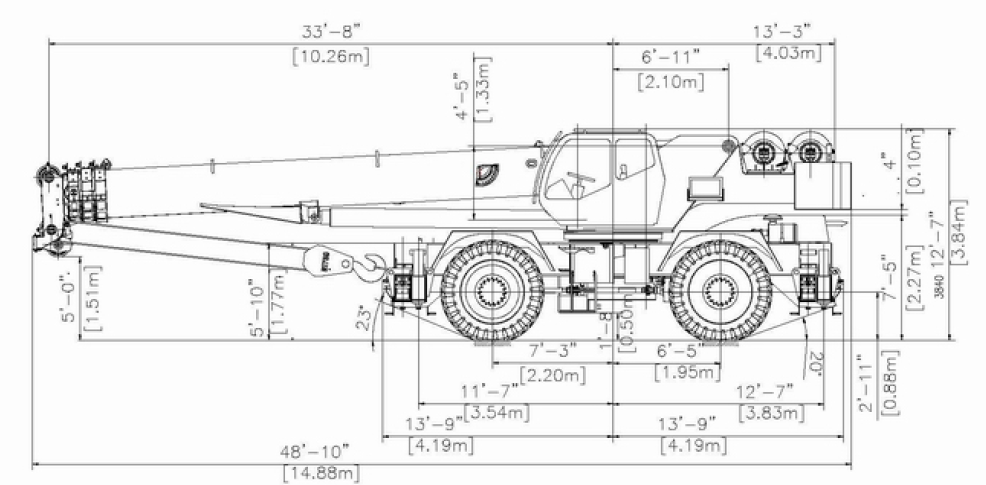 33'-8"
[10.26m]
13'-3"
[4.03m]
6'-11"
[2.10m]
4'-5"
[1.33m]
4"
[0.10m]
12'-7"
[3.84m]
3840
7'-5"
[2.27m]
5'-0"
[1.51m]
5'-10"
[1.77m]
23°
[0.50m]
7'-3"
[2.20m]
6'-5"
[1.95m]
20°
2'-11"
[0.88m]
11'-7"
[3.54m]
12'-7"
[3.83m]
13'-9"
[4.19m]
13'-9"
[4.19m]
48'-10"
[14.88m]